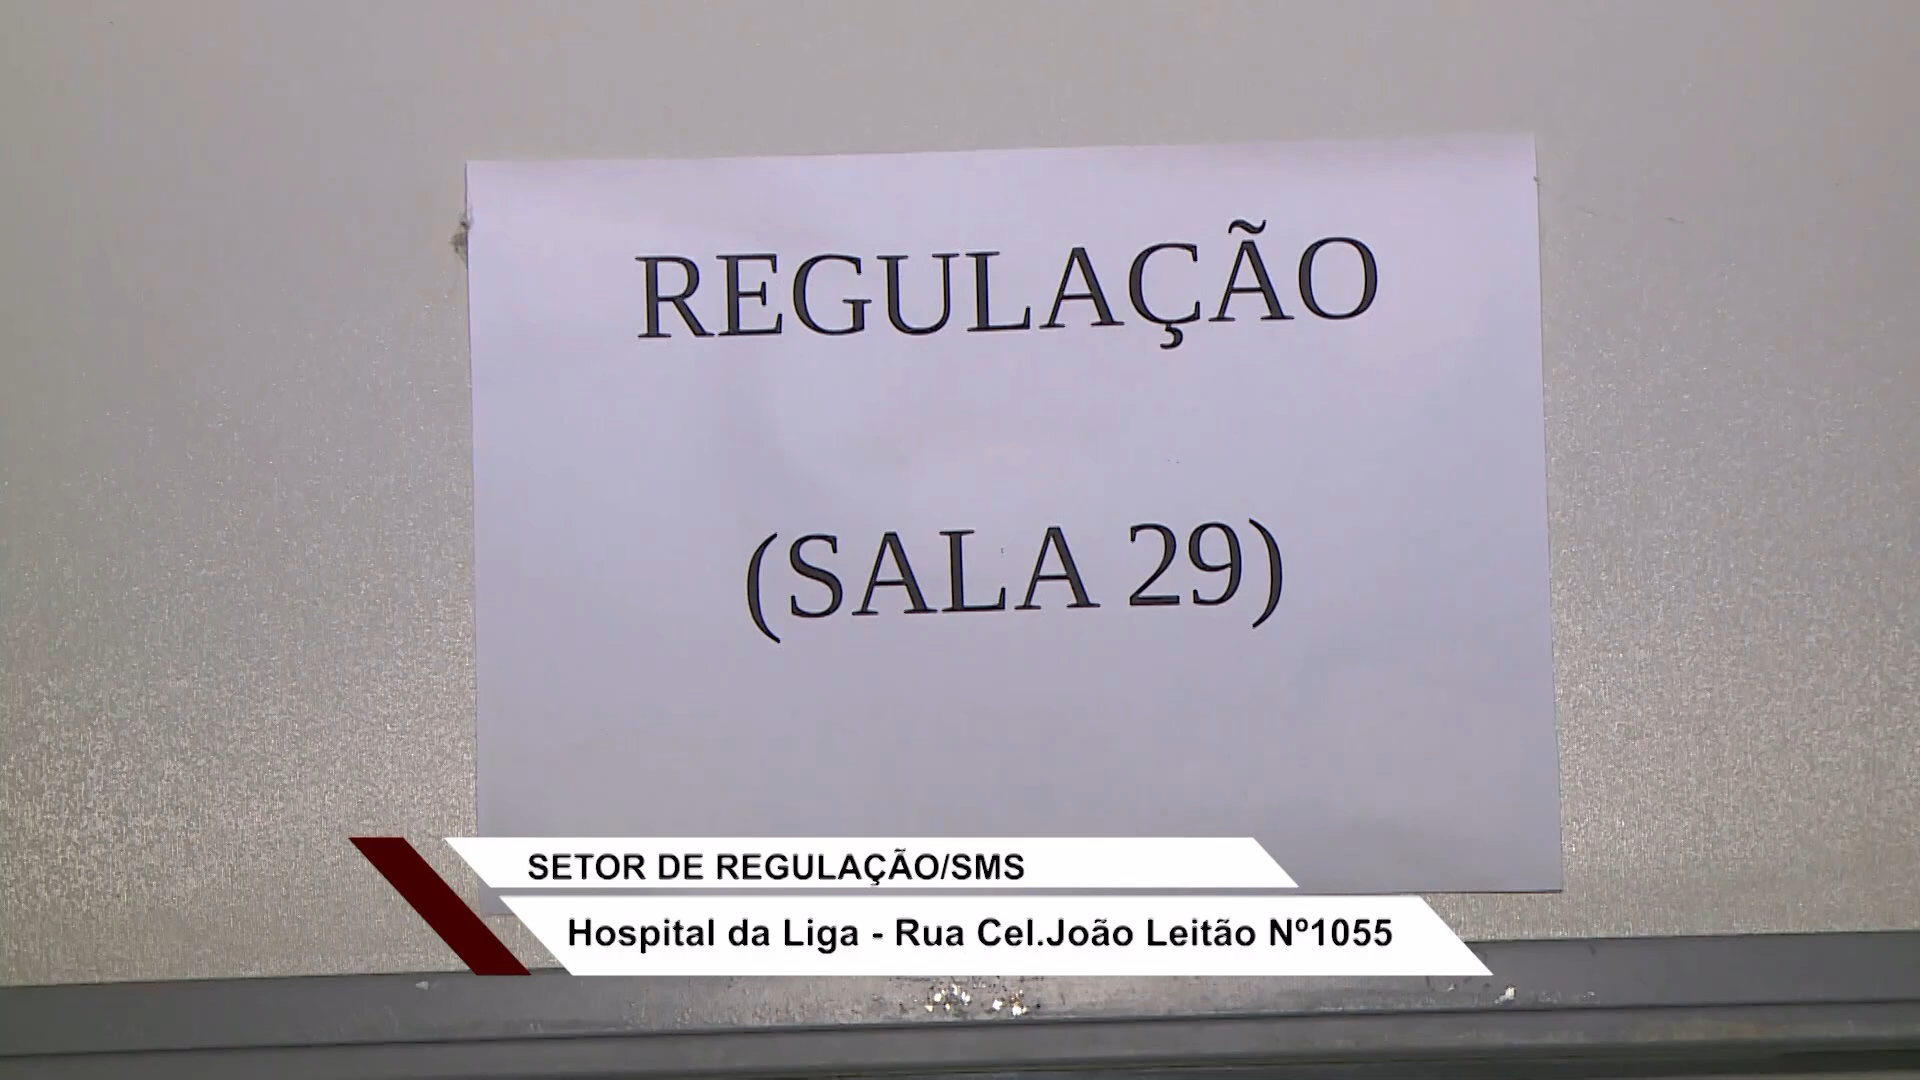 REGULAÇÃO
(SALA 29)
SETOR DE REGULAÇÃO/SMS
Hospital da Liga - Rua Cel.João Leitão Nº1055